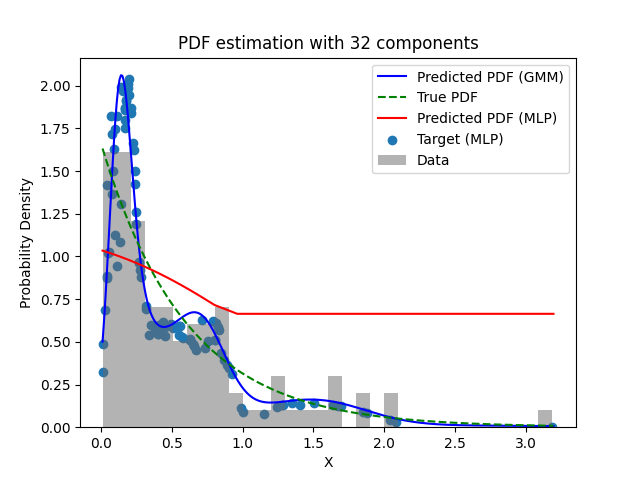 PDF estimation with 32 components
Predicted PDF (GMM)
True PDF
Predicted PDF (MLP)
Target (MLP)
Data
Probability Density
2.00
1.75
1.50
1.25
1.00
0.75
0.50
0.25
0.00
0.0 0.5 1.0 1.5 2.0 2.5 3.0
X